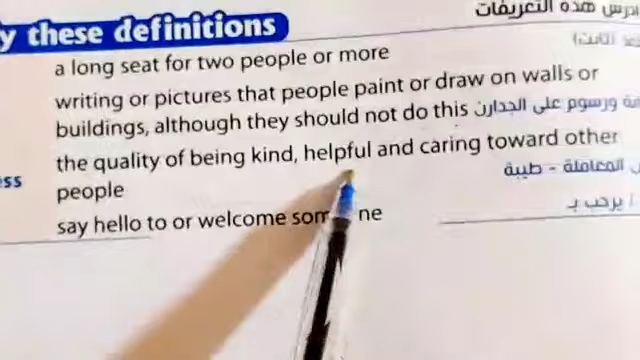 y these definitions
ادرس هذه التعريفات
a long seat for two people or more
writing or pictures that people paint or draw on walls or
buildings, although they should not do this ورسوم على الجدارن
the quality of being kind, helpful and caring toward other
ess
people
المعاملة - طيبة
say hello to or welcome som ne
يرحب بـ